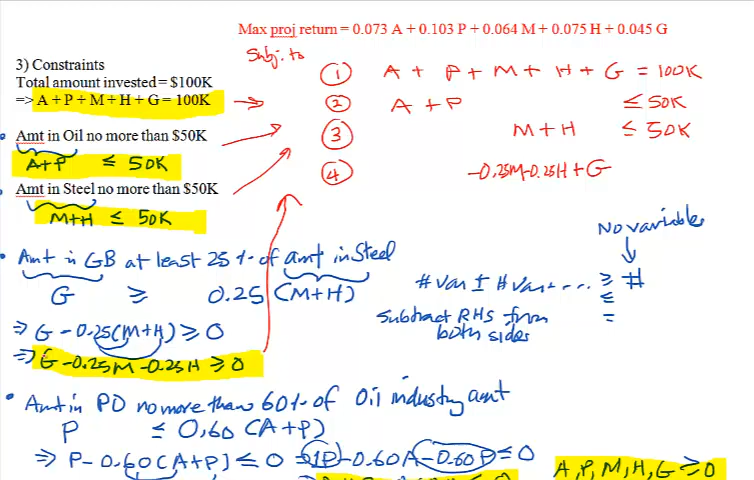 Max proj return = 0.073 A + 0.103 P + 0.064 M + 0.075 H + 0.045 G
Subj. to
3) Constraints
Total amount invested = $100K
=> A + P + M + H + G = 100K
① A + P + M + H + G = 100K
② A + P ≤ 50K
③ M + H ≤ 50K
④ -0.25M-0.25H + G
Amt in Oil no more than $50K
A+P ≤ 50K
Amt in Steel no more than $50K
M+H ≤ 50K
No variables
• Amt in GB at least 25% of amt in Steel
G ≥ 0.25 (M+H)
# Var ± # Var + .... ≥ #
≤
=
Subtract RHS from
both sides
⇒ G - 0.25(M+H) ≥ 0
⇒ G -0.25M -0.25H ≥ 0
• Amt in PO no more than 60% of Oil industry amt
P ≤ 0.60 (A+P)
⇒ P - 0.60(A+P) ≤ 0 ⇒ 1P - 0.60A - 0.60P ≤ 0
A, P, M, H, G ≥ 0